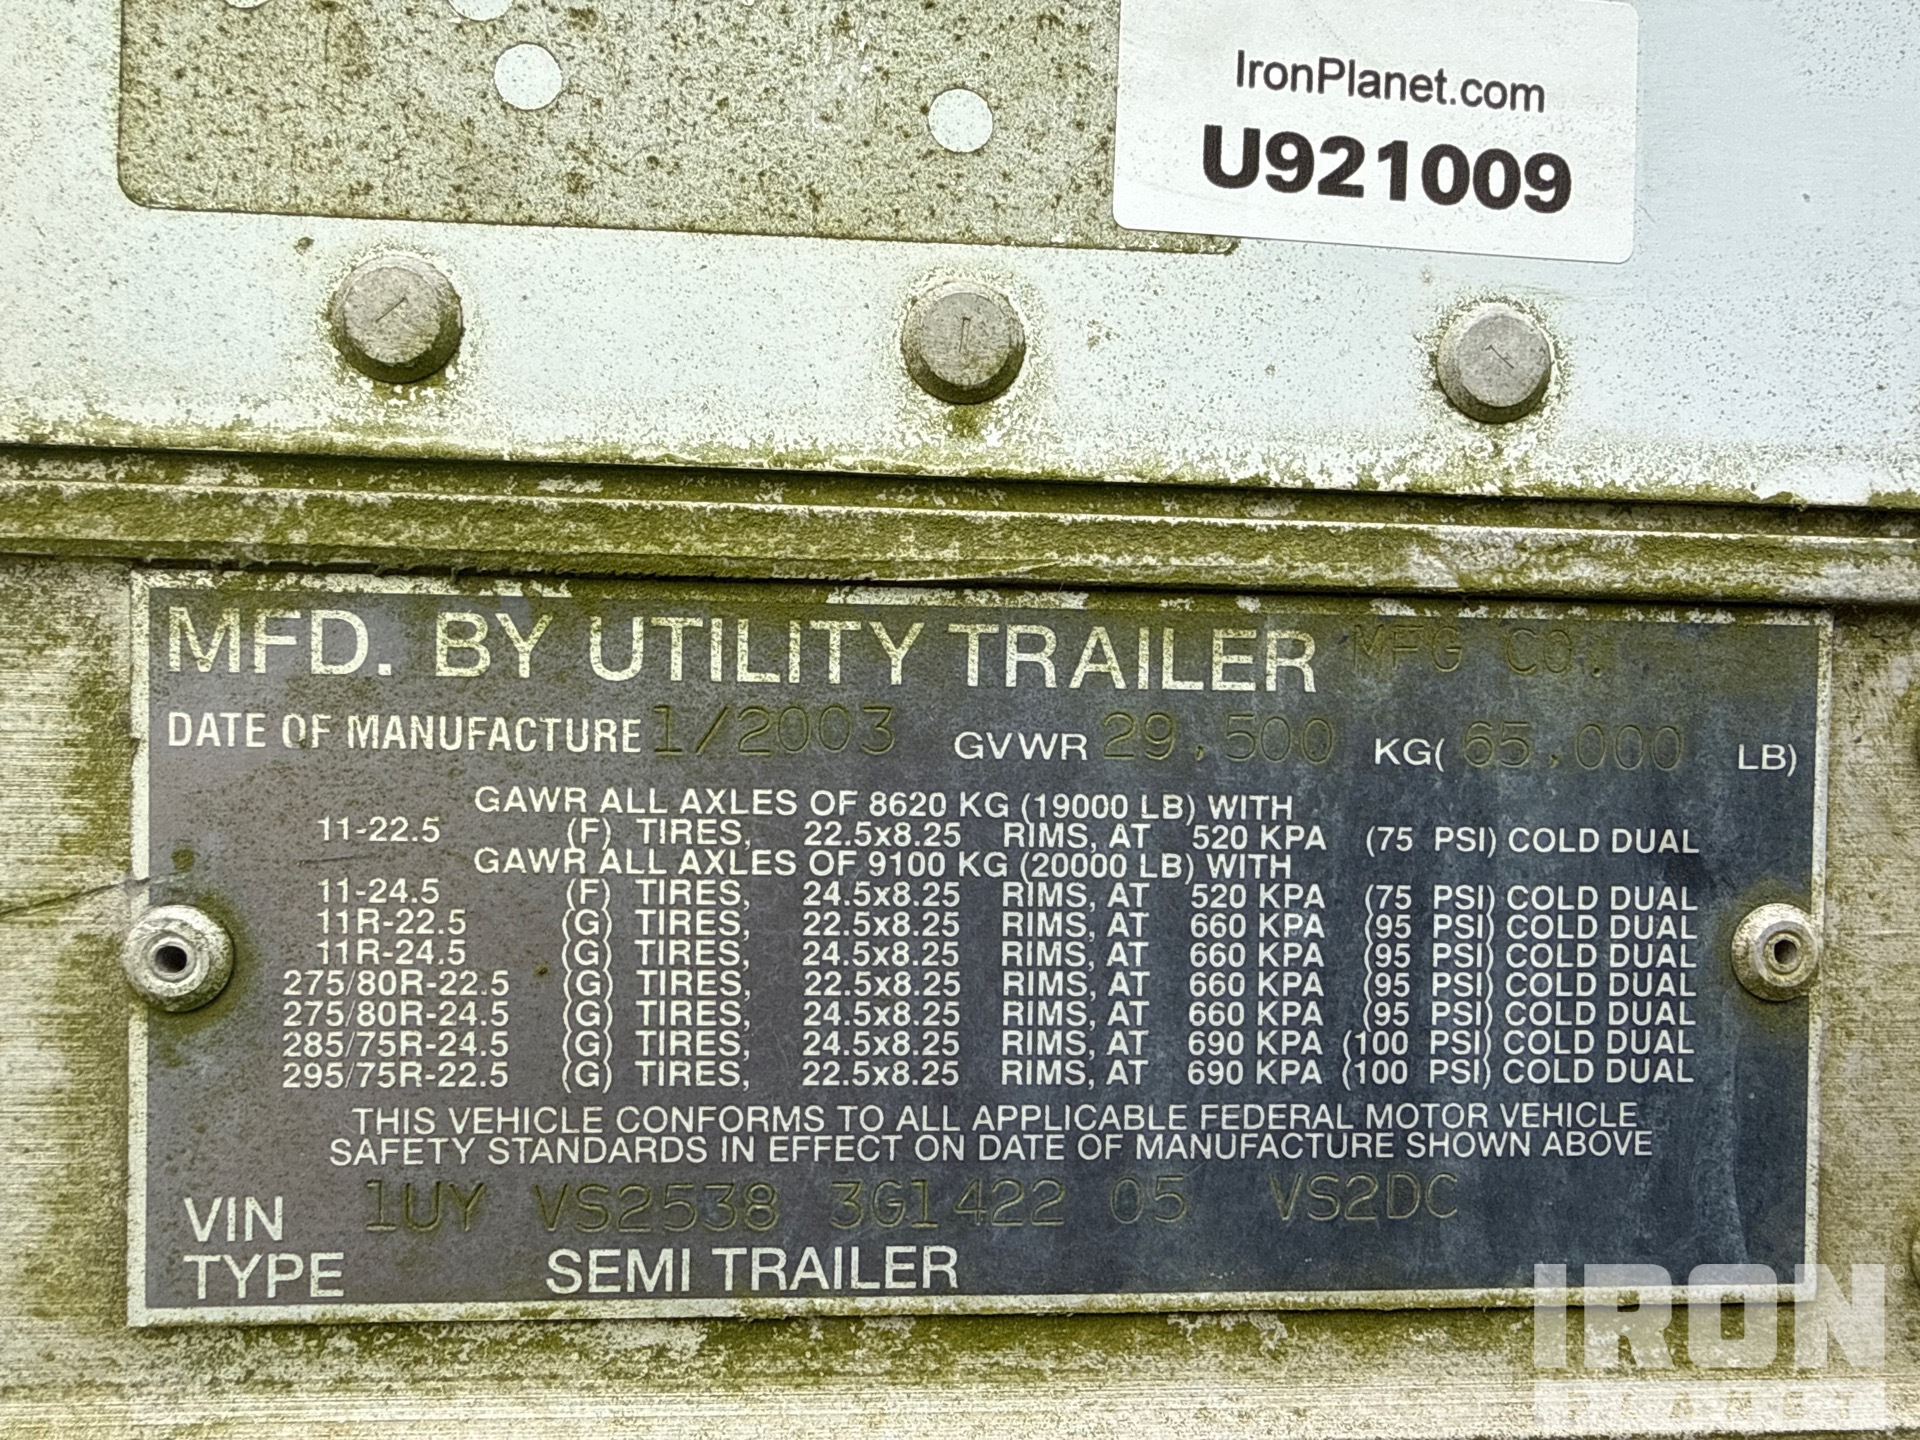 IronPlanet.com
U921009
MFD. BY UTILITY TRAILER MFG CO.
DATE OF MANUFACTURE 1/2003 GVWR 29,500 KG( 65,000 LB)
GAWR ALL AXLES OF 8620 KG (19000 LB) WITH
11-22.5 (F) TIRES, 22.5x8.25 RIMS, AT 520 KPA (75 PSI) COLD DUAL
GAWR ALL AXLES OF 9100 KG (20000 LB) WITH
11-24.5 (F) TIRES, 24.5x8.25 RIMS, AT 520 KPA (75 PSI) COLD DUAL
11R-22.5 (G) TIRES, 22.5x8.25 RIMS, AT 660 KPA (95 PSI) COLD DUAL
11R-24.5 (G) TIRES, 24.5x8.25 RIMS, AT 660 KPA (95 PSI) COLD DUAL
275/80R-22.5 (G) TIRES, 22.5x8.25 RIMS, AT 660 KPA (95 PSI) COLD DUAL
275/80R-24.5 (G) TIRES, 24.5x8.25 RIMS, AT 660 KPA (95 PSI) COLD DUAL
285/75R-24.5 (G) TIRES, 24.5x8.25 RIMS, AT 690 KPA (100 PSI) COLD DUAL
295/75R-22.5 (G) TIRES, 22.5x8.25 RIMS, AT 690 KPA (100 PSI) COLD DUAL
THIS VEHICLE CONFORMS TO ALL APPLICABLE FEDERAL MOTOR VEHICLE
SAFETY STANDARDS IN EFFECT ON DATE OF MANUFACTURE SHOWN ABOVE
VIN 1UY VS2538 3G1422 05 VS2DC
TYPE SEMI TRAILER
IRON®